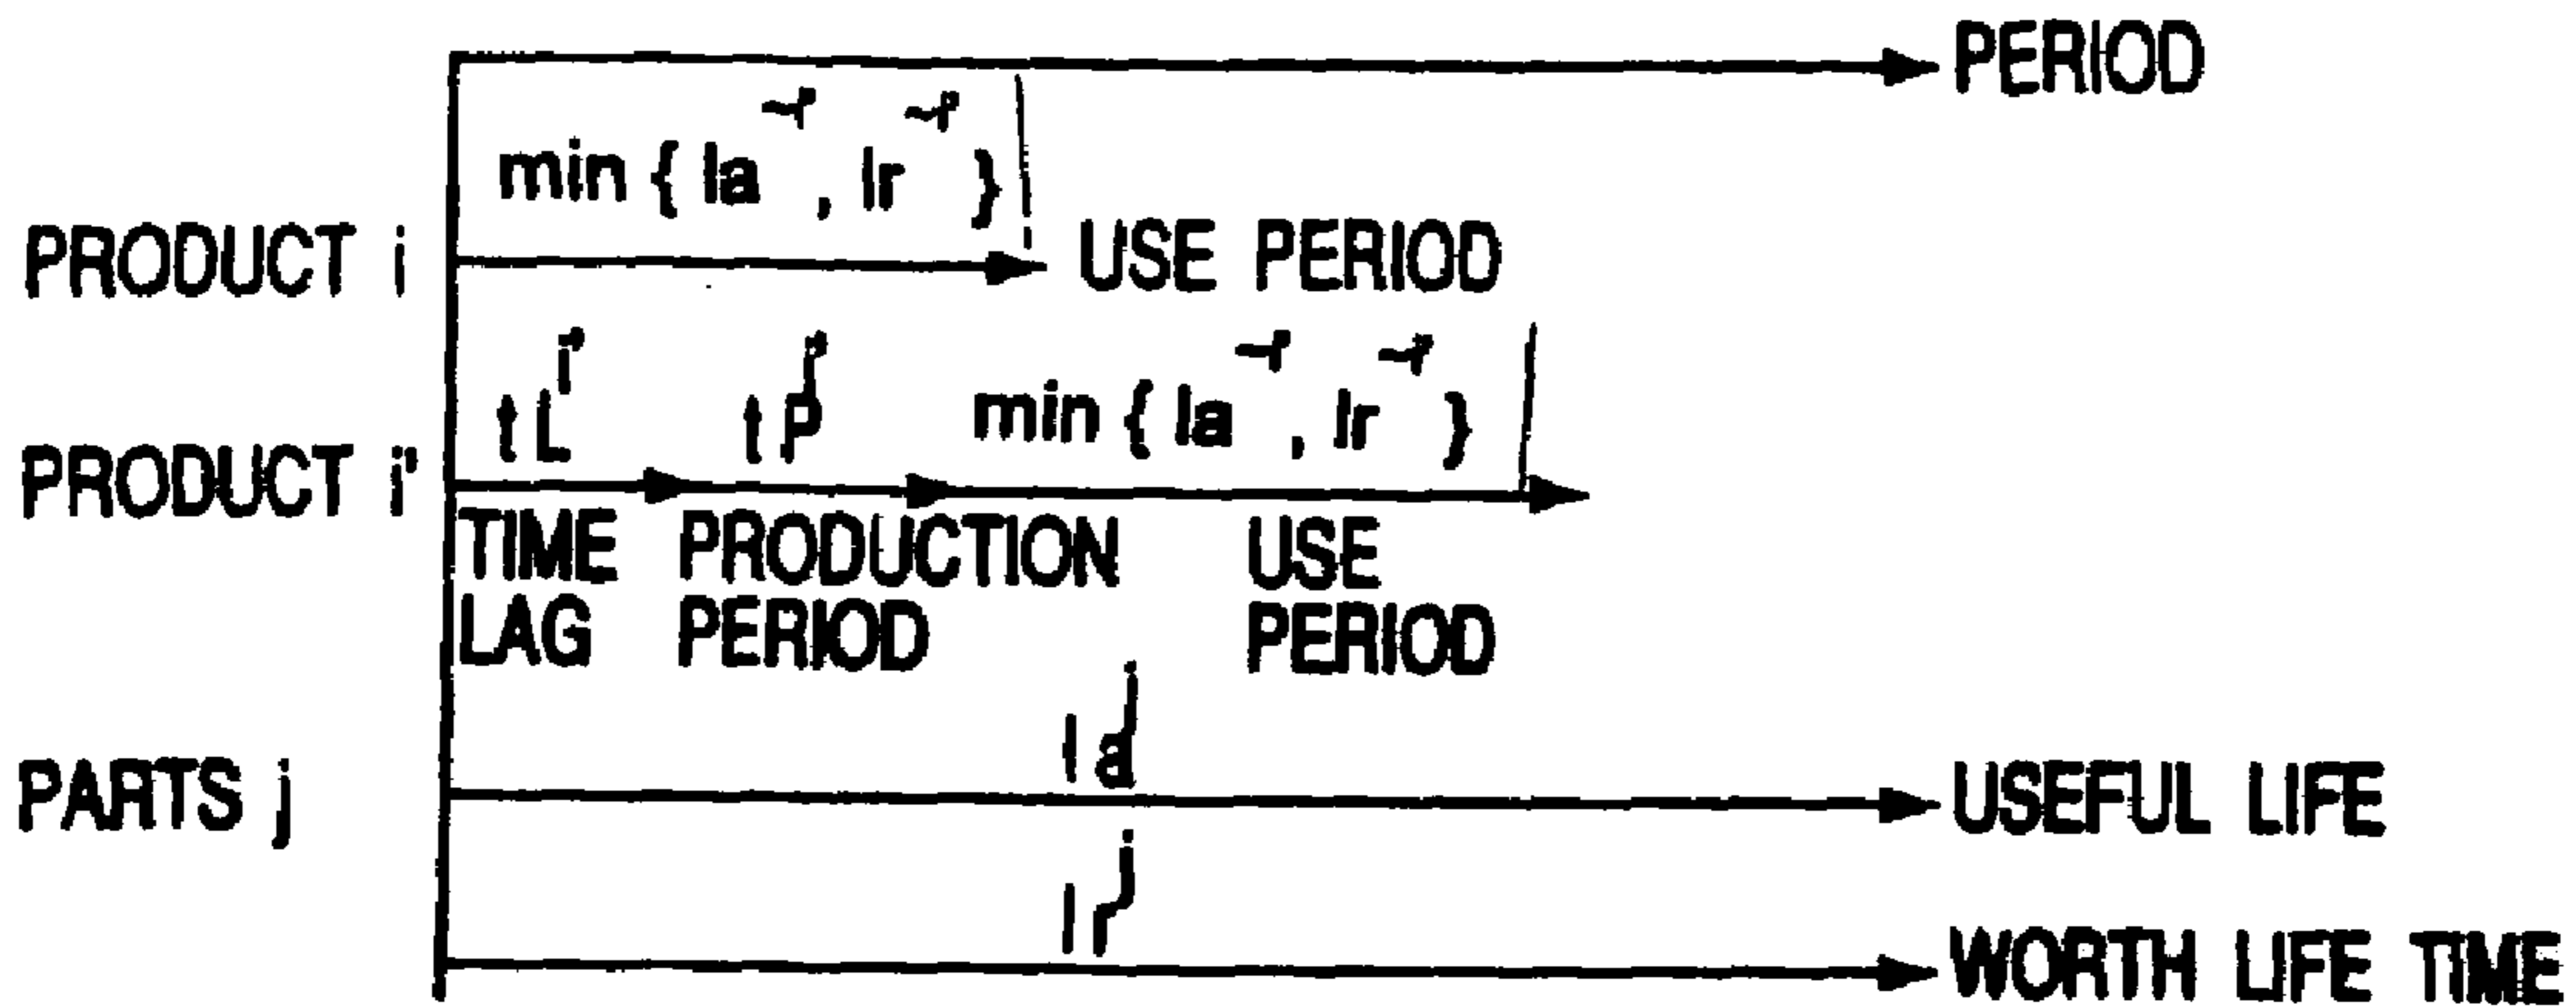 PERIOD
min { la , lr }
PRODUCT i
USE PERIOD
tL^i' tP^i' min { la , lr }
PRODUCT i'
TIME LAG
PRODUCTION PERIOD
USE PERIOD
la^j
PARTS j
USEFUL LIFE
lr^j
WORTH LIFE TIME